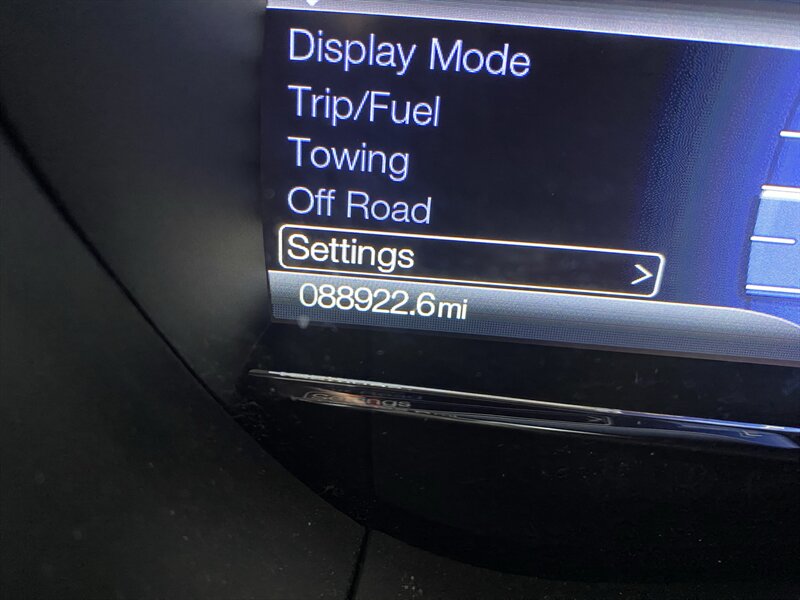 Display Mode
Trip/Fuel
Towing
Off Road
Settings >
088922.6mi